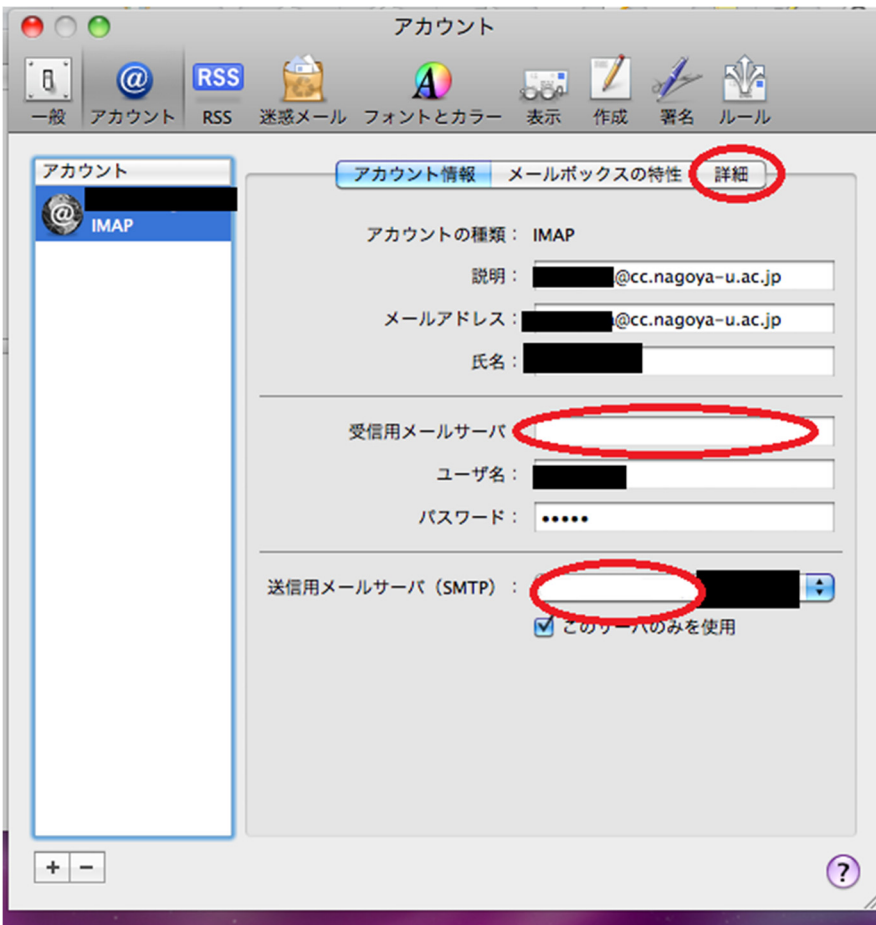 アカウント
RSS
一般 アカウント RSS 迷惑メール フォントとカラー 表示 作成 署名 ルール
アカウント
IMAP
アカウント情報 メールボックスの特性 詳細
アカウントの種類： IMAP
説明： @cc.nagoya-u.ac.jp
メールアドレス： @cc.nagoya-u.ac.jp
氏名：
受信用メールサーバ
ユーザ名：
パスワード： •••••
送信用メールサーバ（SMTP）：
このサーバのみを使用
+ −
?